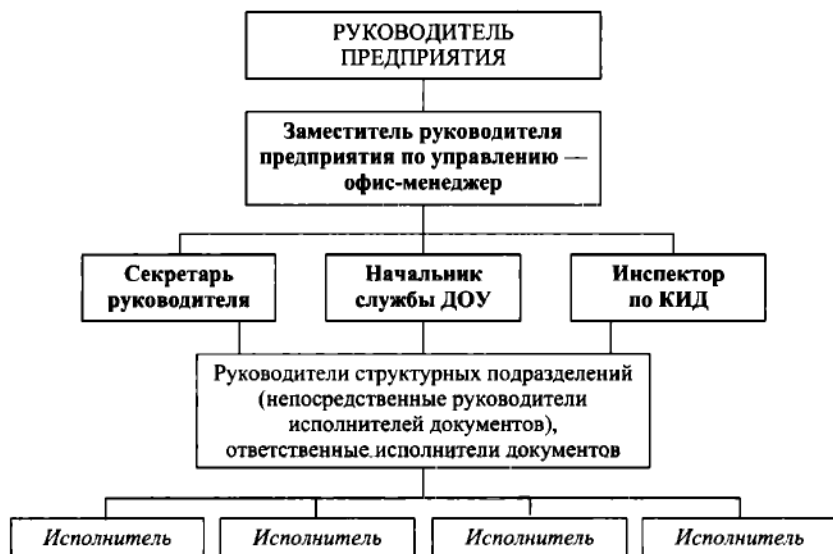 РУКОВОДИТЕЛЬ
ПРЕДПРИЯТИЯ
Заместитель руководителя
предприятия по управлению —
офис-менеджер
Секретарь
руководителя
Начальник
службы ДОУ
Инспектор
по КИД
Руководители структурных подразделений
(непосредственные руководители
исполнителей документов),
ответственные исполнители документов
Исполнитель
Исполнитель
Исполнитель
Исполнитель